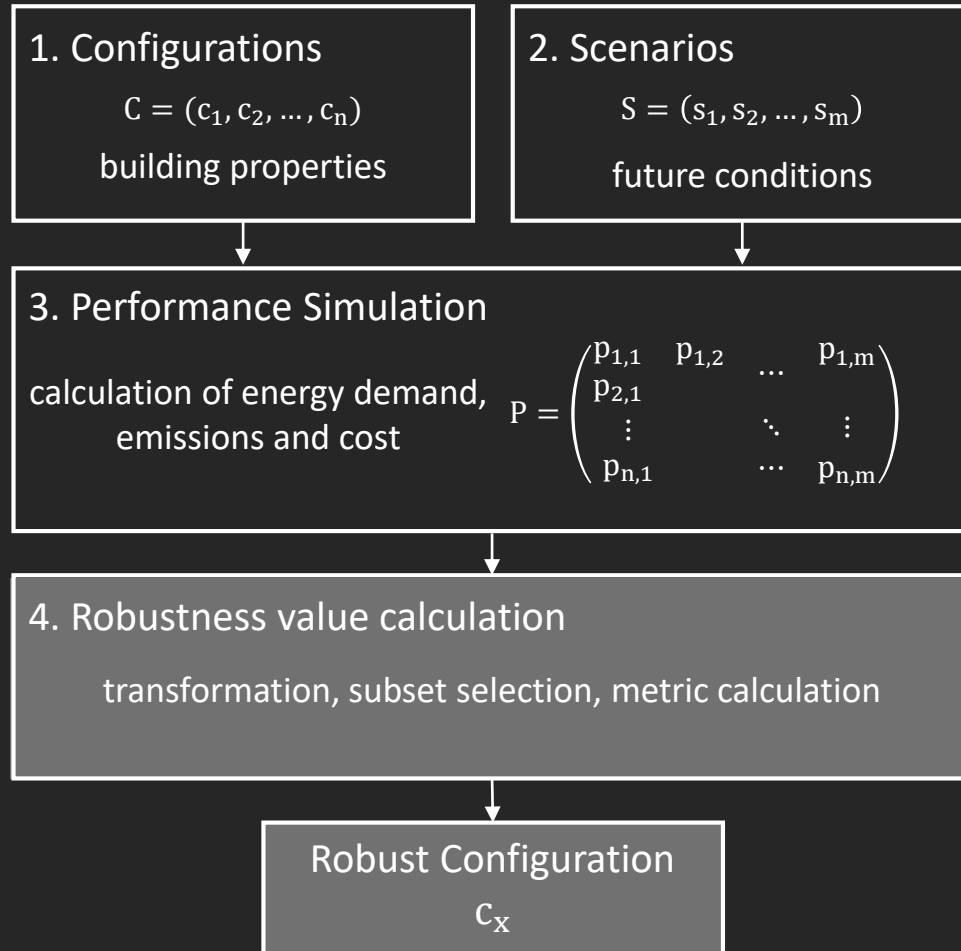 1. Configurations
C = (c₁, c₂, …, cₙ)
building properties
2. Scenarios
S = (s₁, s₂, …, sₘ)
future conditions
3. Performance Simulation
calculation of energy demand,
emissions and cost
P =
p₁,₁ p₁,₂ … p₁,ₘ
p₂,₁
⋮ ⋱ ⋮
pₙ,₁ … pₙ,ₘ
4. Robustness value calculation
transformation, subset selection, metric calculation
Robust Configuration
cₓ